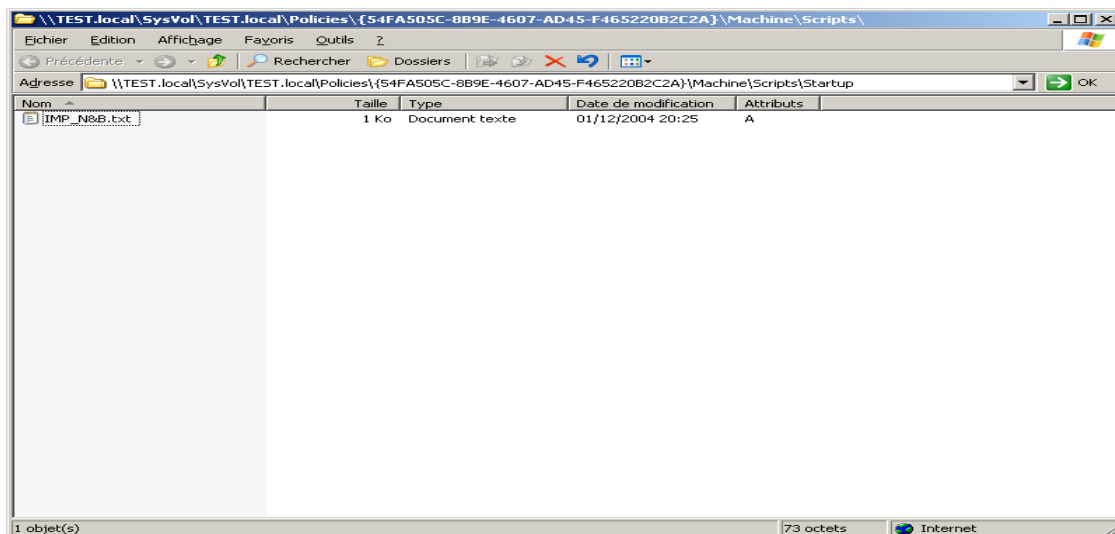 \\TEST.local\SysVol\TEST.local\Policies\{54FA505C-8B9E-4607-AD45-F465220B2C2A}\Machine\Scripts\
Eichier Edition Affichage Favoris Outils ?
Précédente Rechercher Dossiers
Adresse \\TEST.local\SysVol\TEST.local\Policies\{54FA505C-8B9E-4607-AD45-F465220B2C2A}\Machine\Scripts\Startup OK
Nom Taille Type Date de modification Attributs
IMP_N&B.txt 1 Ko Document texte 01/12/2004 20:25 A
1 objet(s) 73 octets Internet